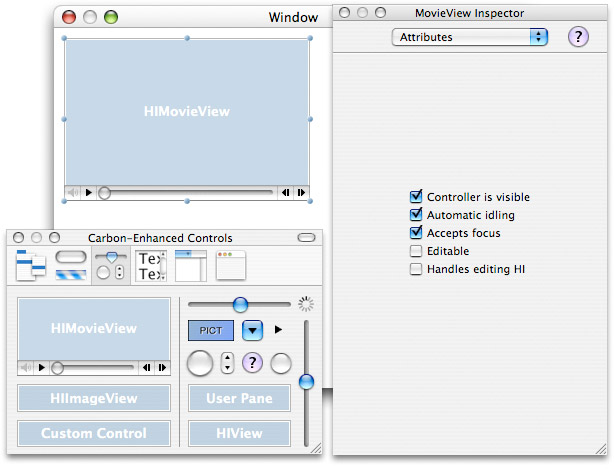 Window
HIMovieView
MovieView Inspector
Attributes
?
Controller is visible
Automatic idling
Accepts focus
Editable
Handles editing HI
Carbon-Enhanced Controls
Tex
Tex
HIMovieView
PICT
?
HIImageView
User Pane
Custom Control
HIView